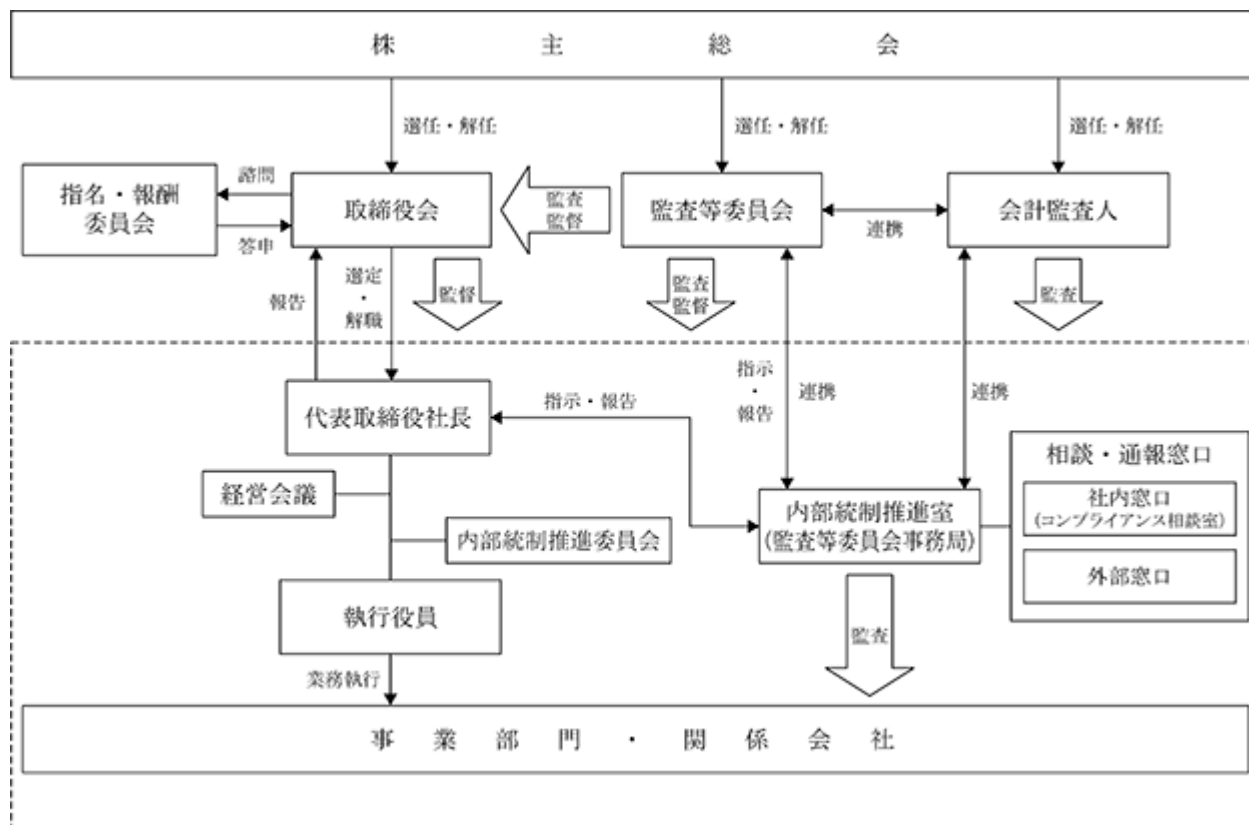 株主総会
選任・解任
選任・解任
選任・解任
指名・報酬
委員会
諮問
答申
取締役会
監査
監督
監査等委員会
連携
会計監査人
報告
選定
・
解職
監督
監査
監督
監査
代表取締役社長
指示・報告
指示
・
報告
連携
連携
経営会議
内部統制推進委員会
内部統制推進室
(監査等委員会事務局)
相談・通報窓口
社内窓口
(コンプライアンス相談室)
外部窓口
執行役員
監査
業務執行
事業部門・関係会社